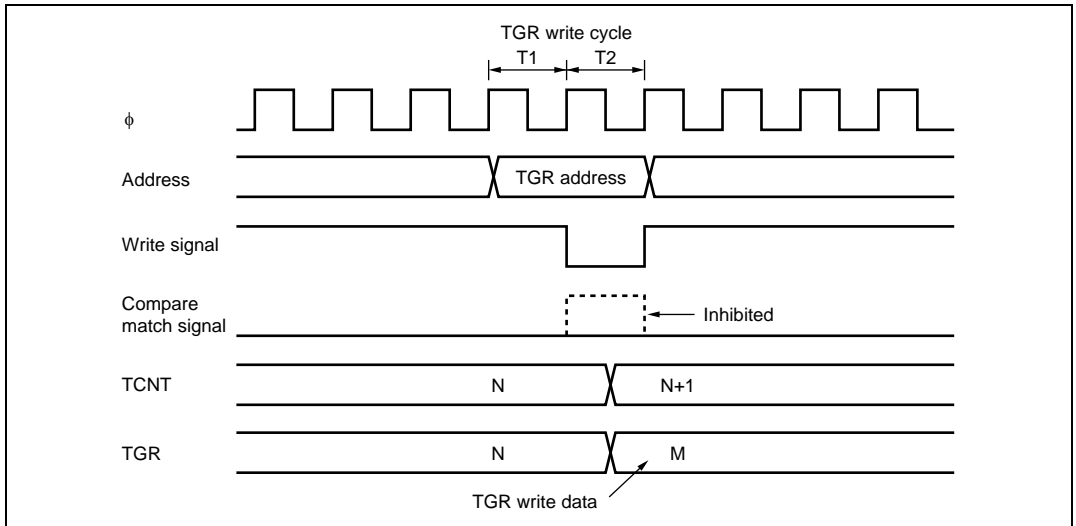 TGR write cycle
T1 T2
ϕ
Address
TGR address
Write signal
Compare
match signal
Inhibited
TCNT
N
N+1
TGR
N
M
TGR write data